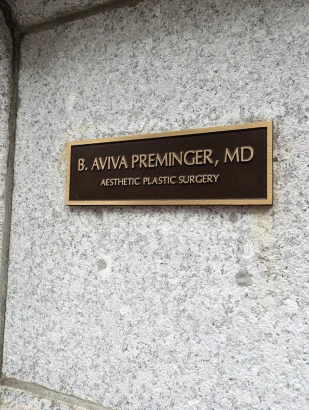 B. AVIVA PREMINGER, MD
AESTHETIC PLASTIC SURGERY